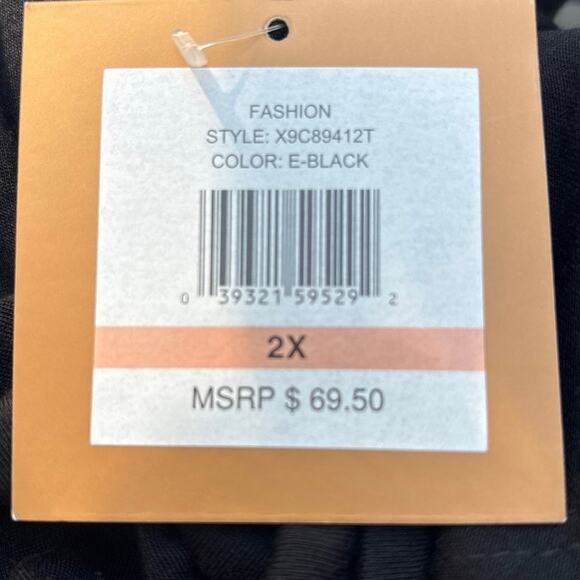 FASHION
STYLE: X9C89412T
COLOR: E-BLACK
0 39321 59529 2
2X
MSRP $ 69.50